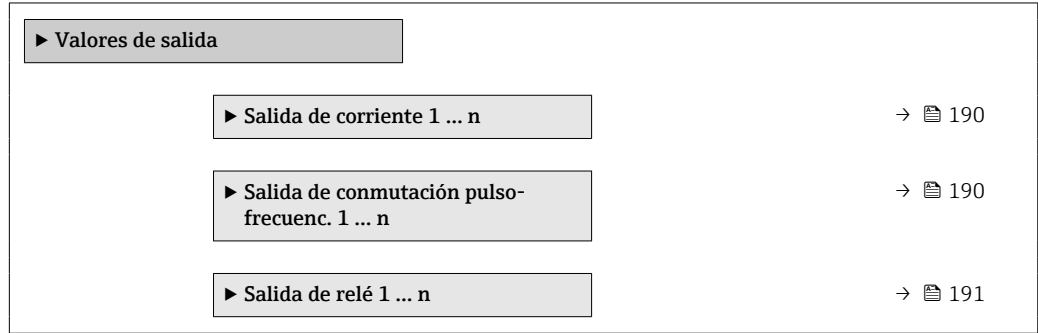 ► Valores de salida
► Salida de corriente 1 … n → 190
► Salida de conmutación pulso-
frecuenc. 1 … n → 190
► Salida de relé 1 … n → 191